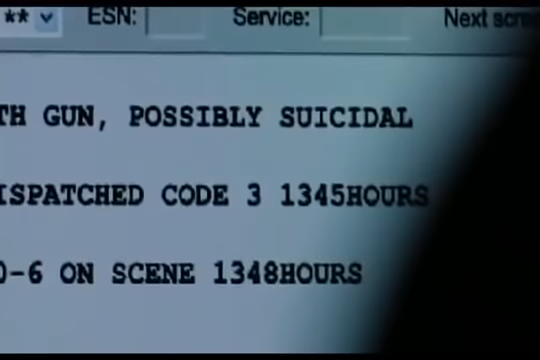 ** ESN: Service: Next scre
TH GUN, POSSIBLY SUICIDAL
ISPATCHED CODE 3 1345HOURS
0-6 ON SCENE 1348HOURS